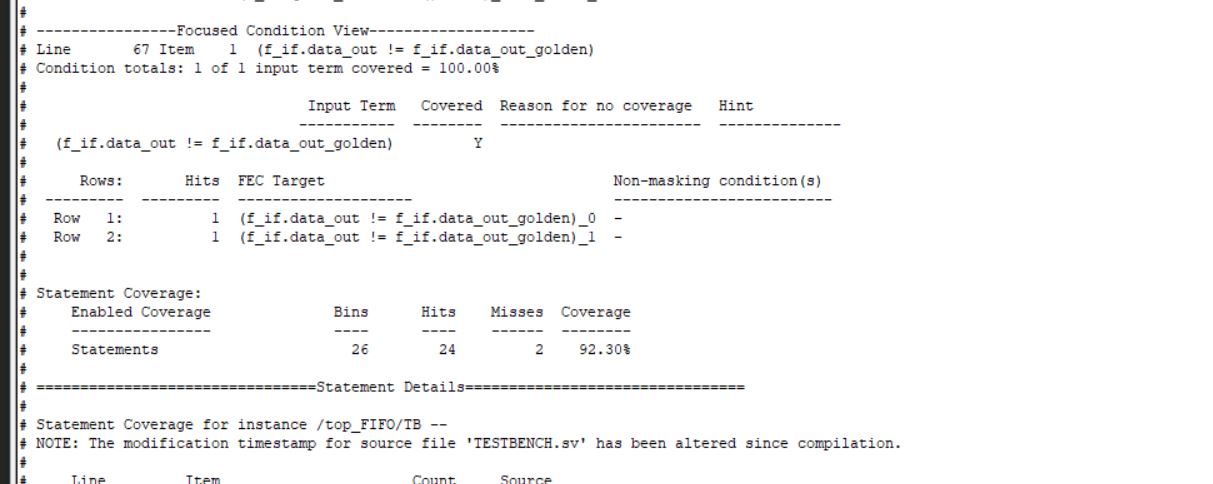 #
# ----------------Focused Condition View-------------------
# Line       67 Item    1  (f_if.data_out != f_if.data_out_golden)
# Condition totals: 1 of 1 input term covered = 100.00%
#
#                                Input Term   Covered  Reason for no coverage   Hint
#                               -----------  --------  -----------------------  --------------
#   (f_if.data_out != f_if.data_out_golden)         Y
#
#      Rows:       Hits  FEC Target                                 Non-masking condition(s)
#  ---------  ---------  --------------------                       -------------------------
#   Row   1:          1  (f_if.data_out != f_if.data_out_golden)_0  -
#   Row   2:          1  (f_if.data_out != f_if.data_out_golden)_1  -
#
#
# Statement Coverage:
#     Enabled Coverage              Bins      Hits    Misses  Coverage
#     ----------------              ----      ----    ------  --------
#     Statements                      26        24         2    92.30%
#
# ================================Statement Details================================
#
# Statement Coverage for instance /top_FIFO/TB --
# NOTE: The modification timestamp for source file 'TESTBENCH.sv' has been altered since compilation.
#
#     Line         Item                      Count     Source